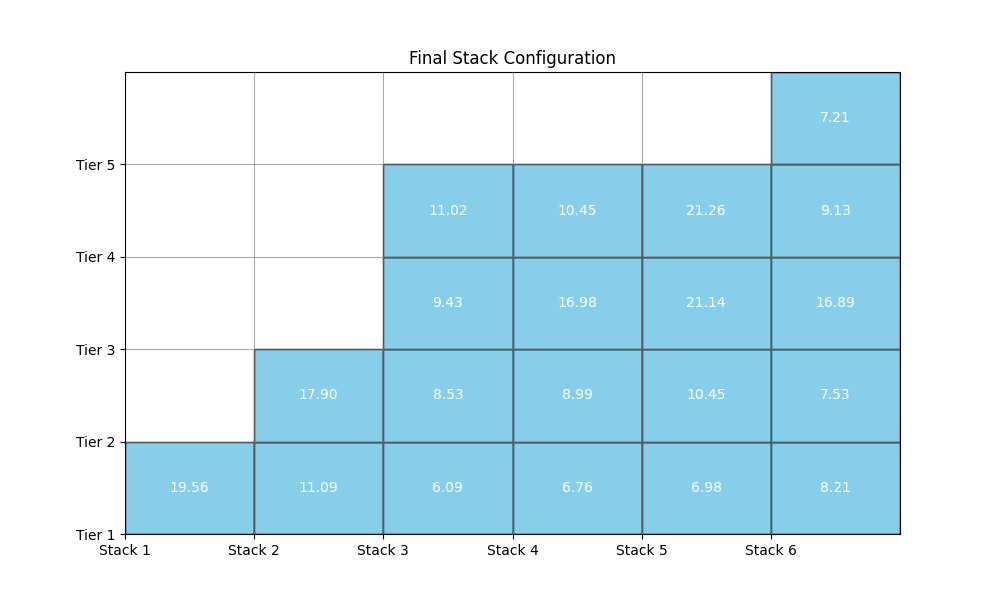 Final Stack Configuration
7.21
Tier 5
11.02 10.45 21.26 9.13
Tier 4
9.43 16.98 21.14 16.89
Tier 3
17.90 8.53 8.99 10.45 7.53
Tier 2
19.56 11.09 6.09 6.76 6.98 8.21
Tier 1
Stack 1 Stack 2 Stack 3 Stack 4 Stack 5 Stack 6